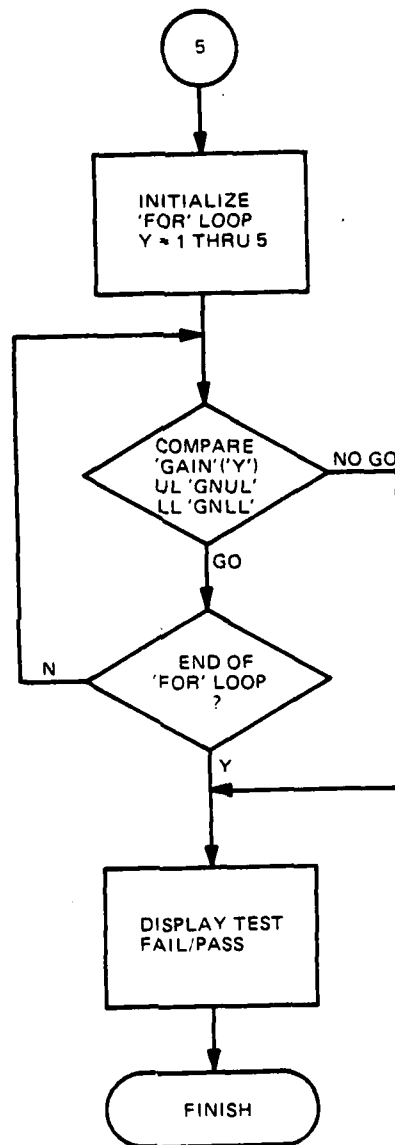 5
INITIALIZE
'FOR' LOOP
Y = 1 THRU 5
COMPARE
'GAIN'('Y')
UL 'GNUL'
LL 'GNLL'
NO GO
GO
END OF
'FOR' LOOP
?
N
Y
DISPLAY TEST
FAIL/PASS
FINISH